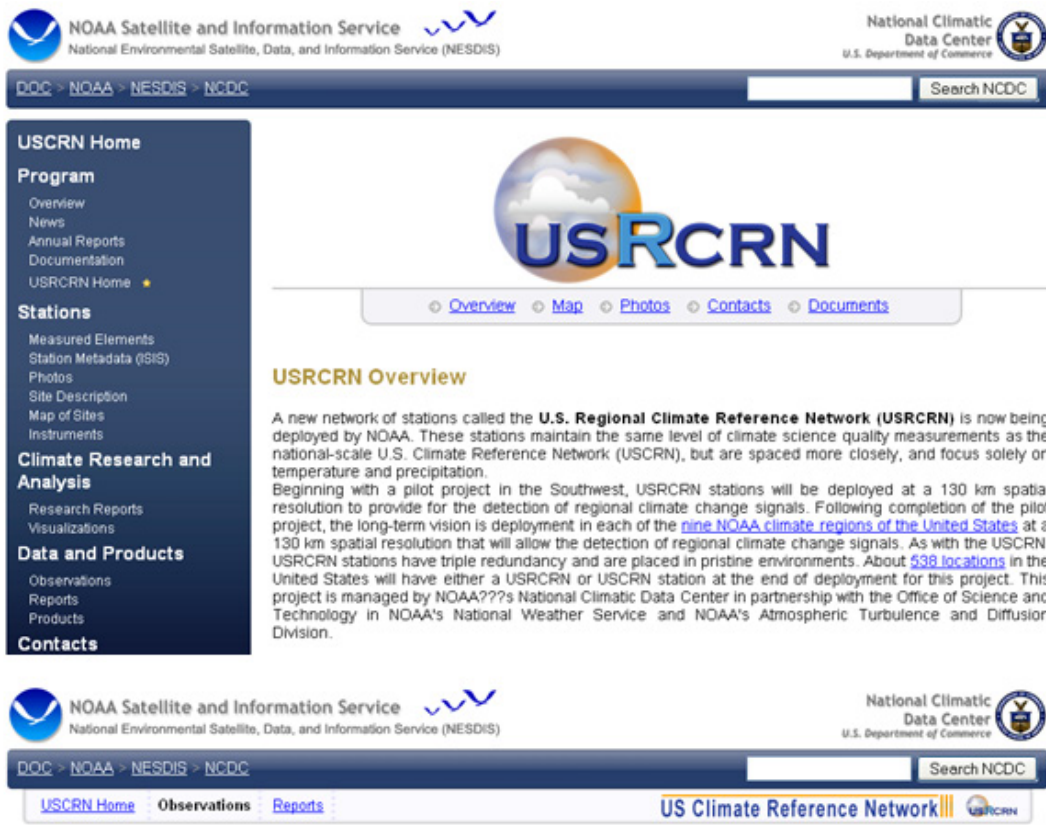 NOAA Satellite and Information Service
National Environmental Satellite, Data, and Information Service (NESDIS)
National Climatic
Data Center
U.S. Department of Commerce
DOC > NOAA > NESDIS > NCDC
Search NCDC
USCRN Home
Program
Overview
News
Annual Reports
Documentation
USRCRN Home
Stations
Measured Elements
Station Metadata (ISIS)
Photos
Site Description
Map of Sites
Instruments
Climate Research and
Analysis
Research Reports
Visualizations
Data and Products
Observations
Reports
Products
Contacts
USRCRN
Overview Map Photos Contacts Documents
USRCRN Overview
A new network of stations called the U.S. Regional Climate Reference Network (USRCRN) is now being
deployed by NOAA. These stations maintain the same level of climate science quality measurements as the
national-scale U.S. Climate Reference Network (USCRN), but are spaced more closely, and focus solely on
temperature and precipitation.
Beginning with a pilot project in the Southwest, USRCRN stations will be deployed at a 130 km spatial
resolution to provide for the detection of regional climate change signals. Following completion of the pilot
project, the long-term vision is deployment in each of the nine NOAA climate regions of the United States at a
130 km spatial resolution that will allow the detection of regional climate change signals. As with the USCRN
USRCRN stations have triple redundancy and are placed in pristine environments. About 538 locations in the
United States will have either a USRCRN or USCRN station at the end of deployment for this project. This
project is managed by NOAA???s National Climatic Data Center in partnership with the Office of Science and
Technology in NOAA's National Weather Service and NOAA's Atmospheric Turbulence and Diffusion
Division.
NOAA Satellite and Information Service
National Environmental Satellite, Data, and Information Service (NESDIS)
National Climatic
Data Center
U.S. Department of Commerce
DOC > NOAA > NESDIS > NCDC
Search NCDC
USCRN Home Observations Reports
US Climate Reference Network USRCRN